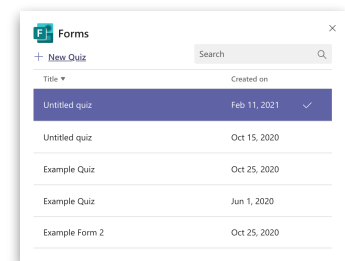 Forms
+ New Quiz Search
Title ▼ Created on
Untitled quiz Feb 11, 2021
Untitled quiz Oct 15, 2020
Example Quiz Oct 25, 2020
Example Quiz Jun 1, 2020
Example Form 2 Oct 25, 2020